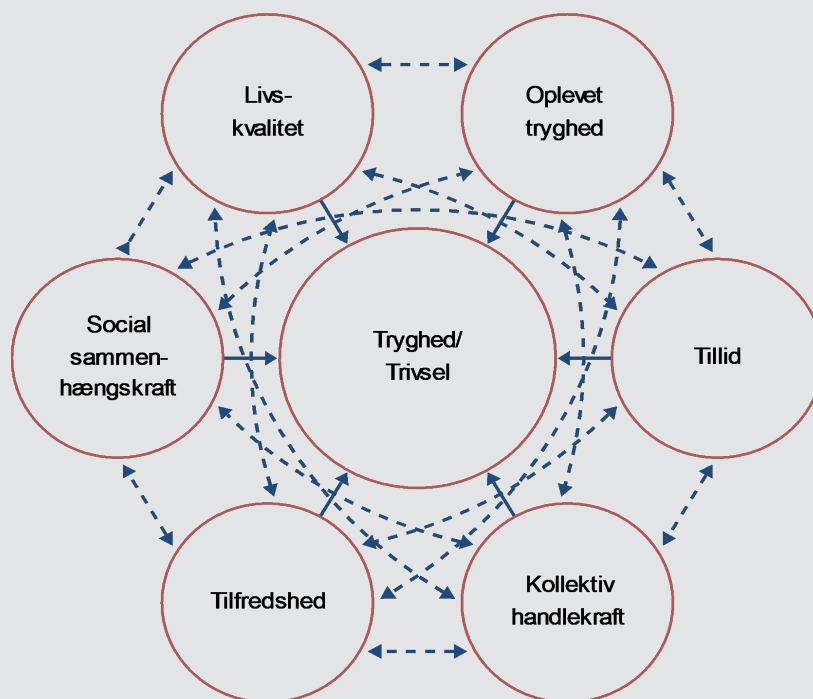 Livs-
kvalitet
Oplevet
tryghed
Social
sammen-
hængskraft
Tryghed/
Trivsel
Tillid
Tilfredshed
Kollektiv
handlekraft